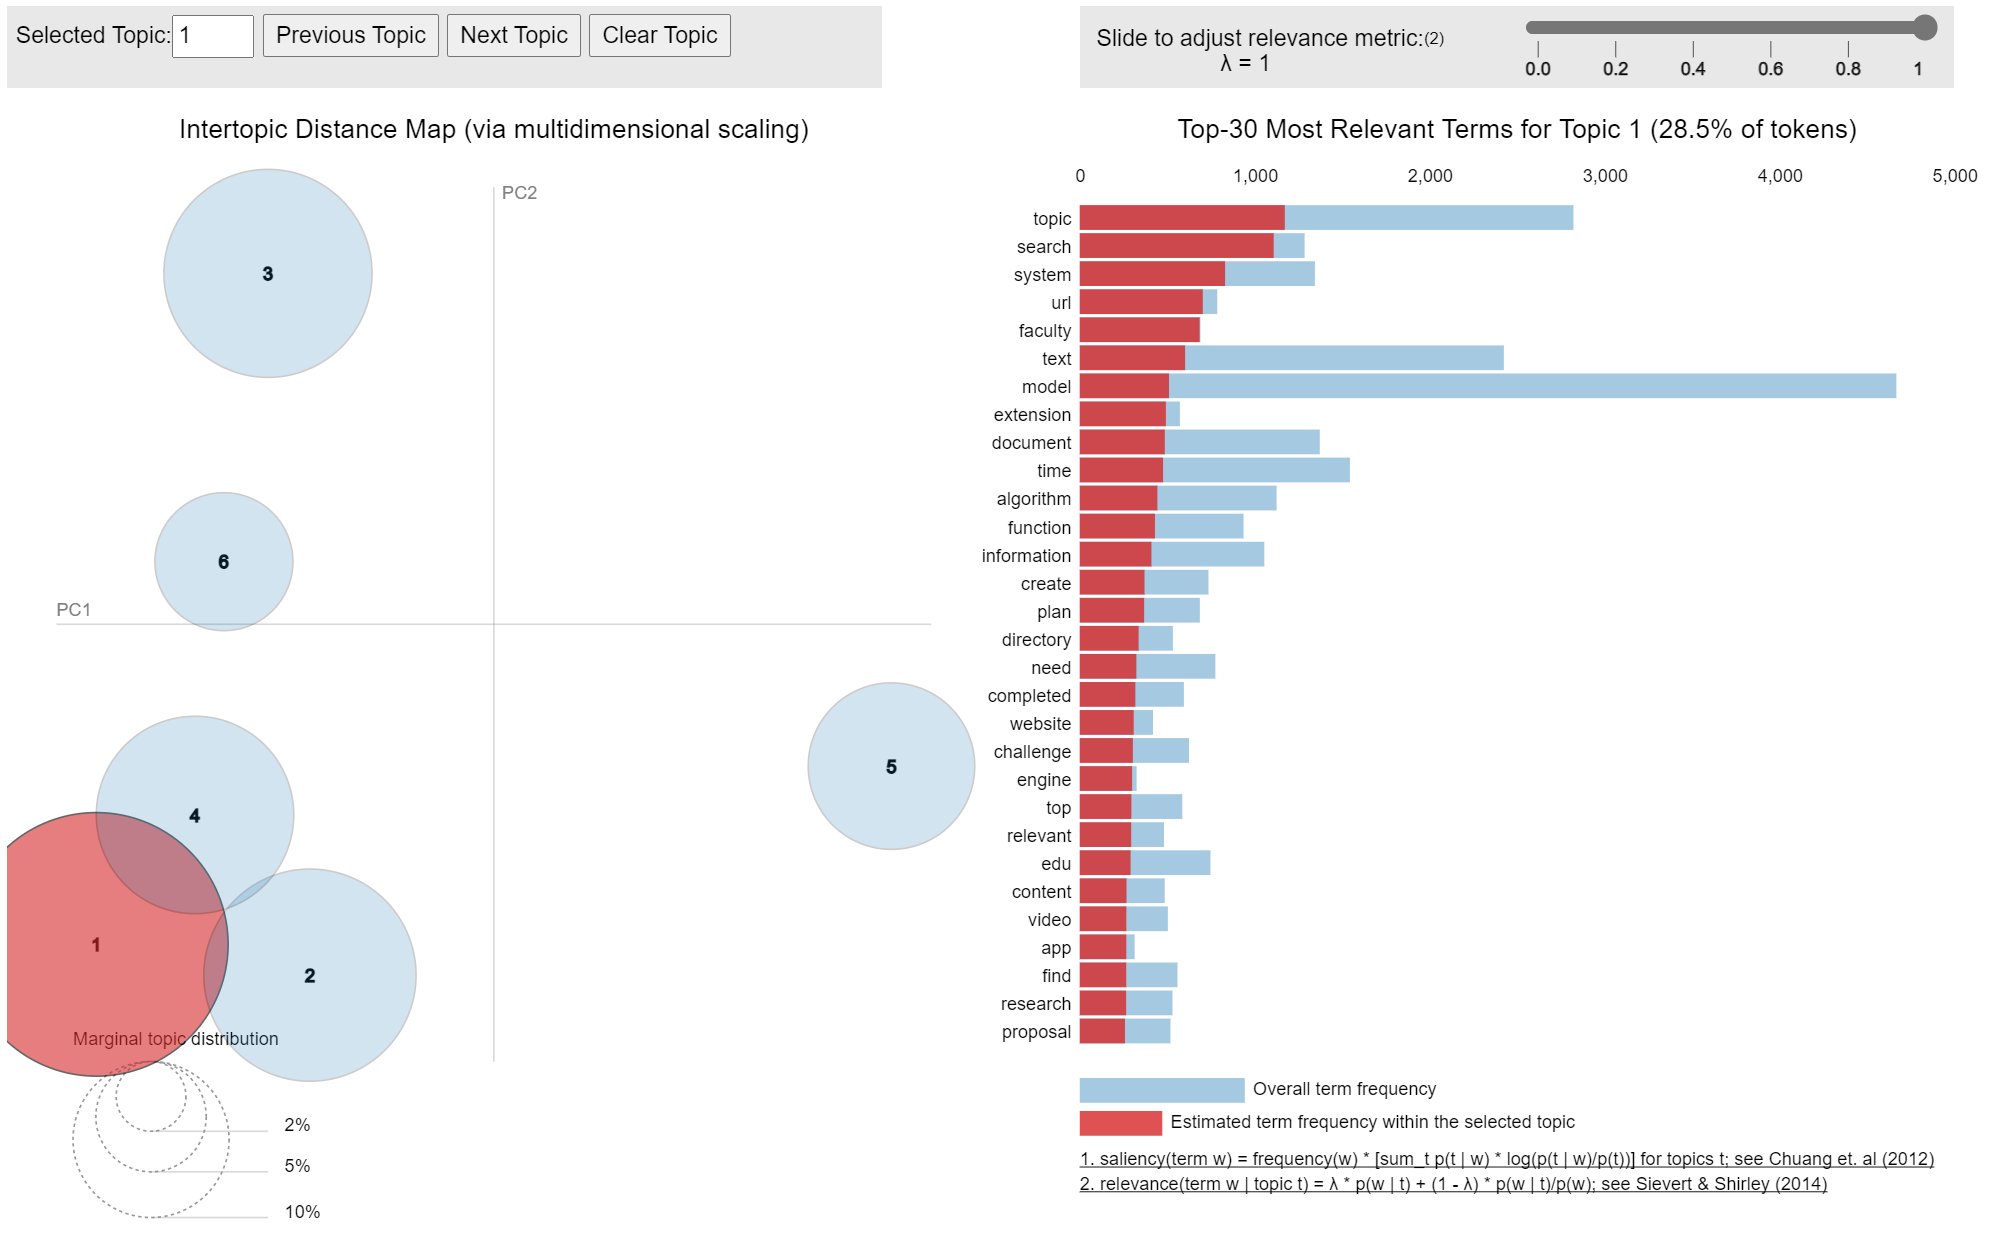 Selected Topic: 1 Previous Topic Next Topic Clear Topic
Slide to adjust relevance metric:(2)
λ = 1
0.0 0.2 0.4 0.6 0.8 1
Intertopic Distance Map (via multidimensional scaling)
PC2
3
6
PC1
5
4
1
2
Marginal topic distribution
2%
5%
10%
Top-30 Most Relevant Terms for Topic 1 (28.5% of tokens)
0 1,000 2,000 3,000 4,000 5,000
topic
search
system
url
faculty
text
model
extension
document
time
algorithm
function
information
create
plan
directory
need
completed
website
challenge
engine
top
relevant
edu
content
video
app
find
research
proposal
Overall term frequency
Estimated term frequency within the selected topic
1. saliency(term w) = frequency(w) * [sum_t p(t | w) * log(p(t | w)/p(t))] for topics t; see Chuang et. al (2012)
2. relevance(term w | topic t) = λ * p(w | t) + (1 - λ) * p(w | t)/p(w); see Sievert & Shirley (2014)